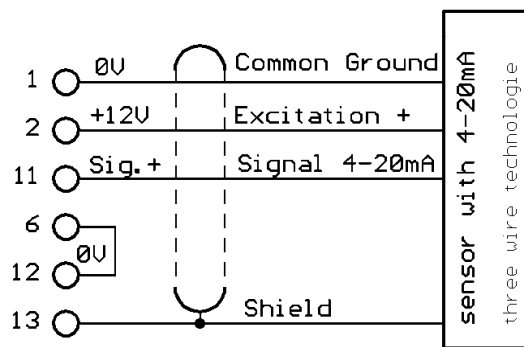 1 0V Common Ground
2 +12V Excitation +
11 Sig.+ Signal 4-20mA
6
0V
12
13 Shield
sensor with 4-20mA
three wire technologie